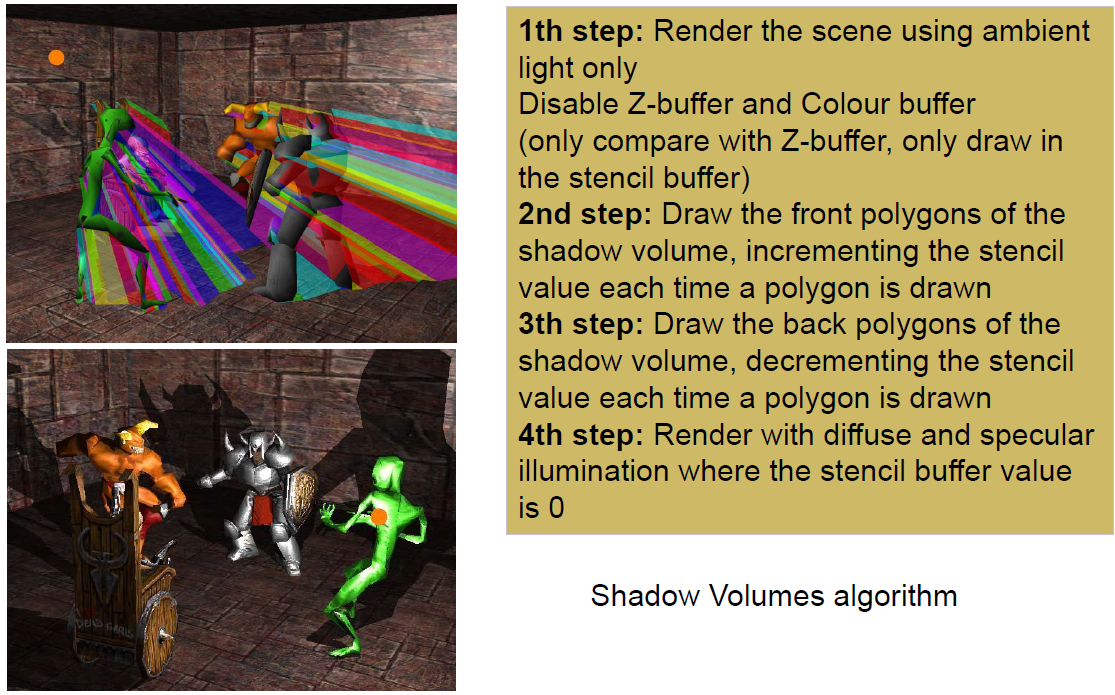 1th step: Render the scene using ambient
light only
Disable Z-buffer and Colour buffer
(only compare with Z-buffer, only draw in
the stencil buffer)
2nd step: Draw the front polygons of the
shadow volume, incrementing the stencil
value each time a polygon is drawn
3th step: Draw the back polygons of the
shadow volume, decrementing the stencil
value each time a polygon is drawn
4th step: Render with diffuse and specular
illumination where the stencil buffer value
is 0
Shadow Volumes algorithm